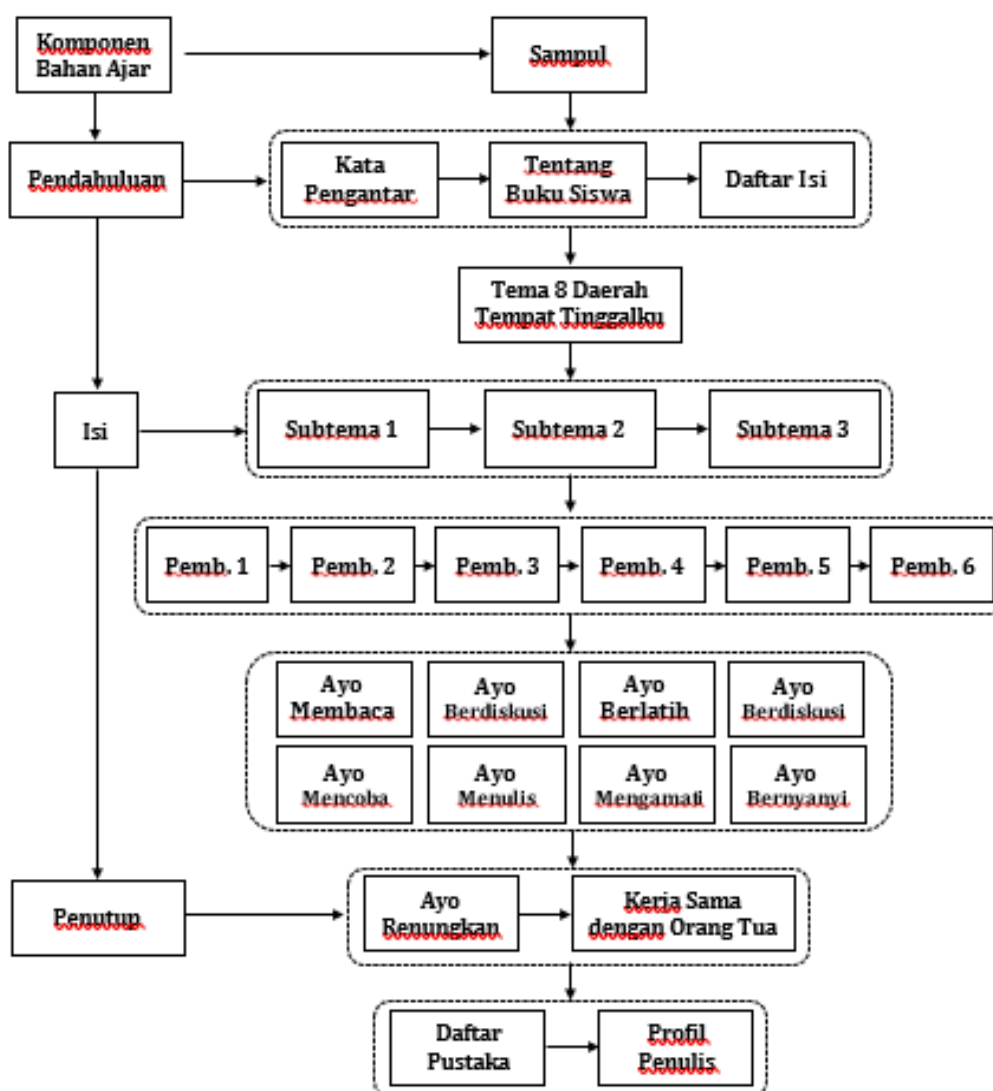 Komponen
Bahan Ajar
Sampul
Pendahuluan
Kata
Pengantar
Tentang
Buku Siswa
Daftar Isi
Tema 8 Daerah
Tempat Tinggalku
Isi
Subtema 1
Subtema 2
Subtema 3
Pemb. 1
Pemb. 2
Pemb. 3
Pemb. 4
Pemb. 5
Pemb. 6
Ayo
Membaca
Ayo
Berdiskusi
Ayo
Berlatih
Ayo
Berdiskusi
Ayo
Mencoba
Ayo
Menulis
Ayo
Mengamati
Ayo
Bernyanyi
Penutup
Ayo
Renungkan
Kerja Sama
dengan Orang Tua
Daftar
Pustaka
Profil
Penulis